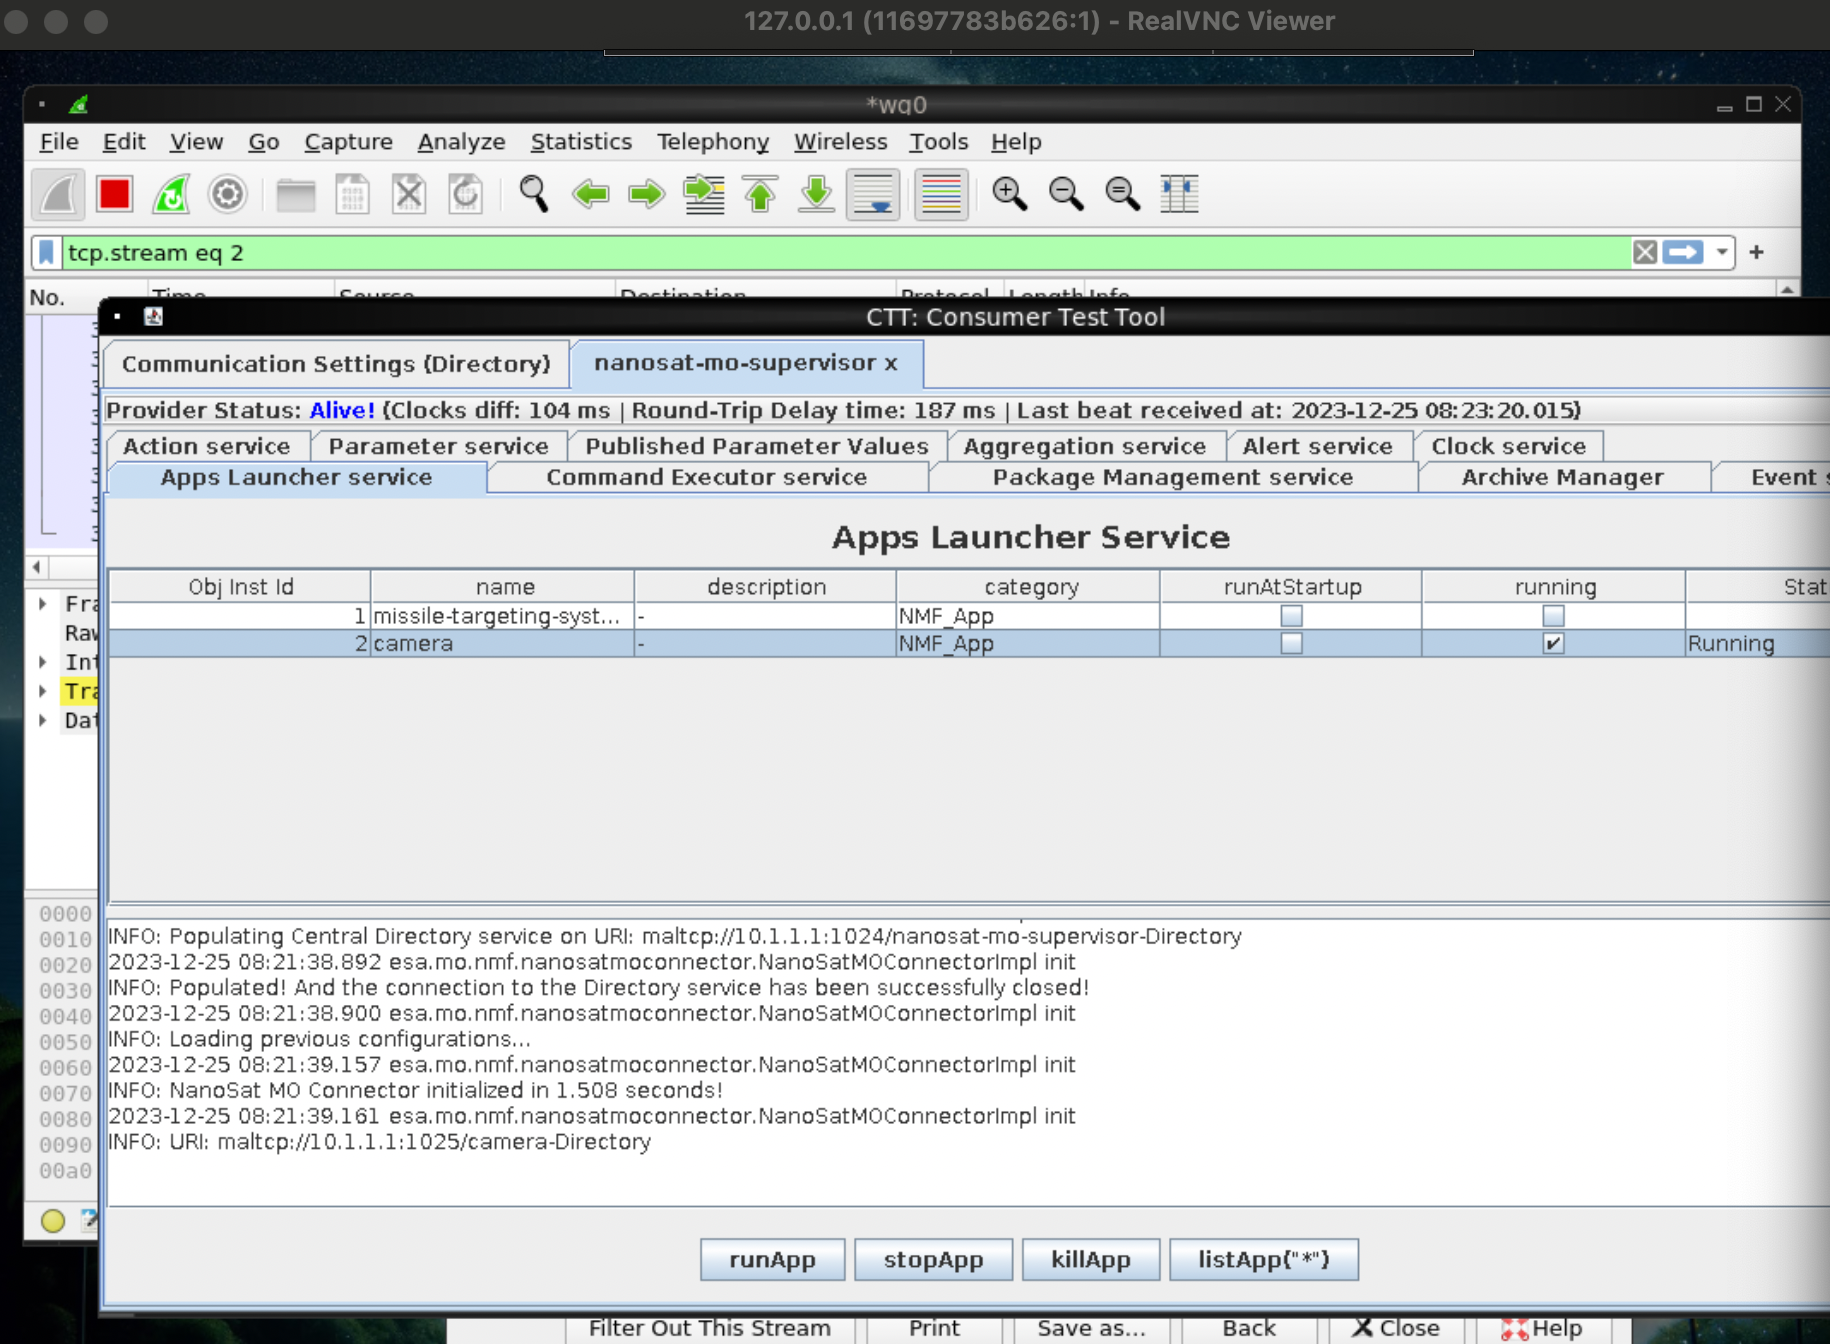 127.0.0.1 (11697783b626:1) - RealVNC Viewer
*wg0
File Edit View Go Capture Analyze Statistics Telephony Wireless Tools Help
tcp.stream eq 2
No. Time Source Destination Protocol Length Info
CTT: Consumer Test Tool
Communication Settings (Directory) nanosat-mo-supervisor x
Provider Status: Alive! (Clocks diff: 104 ms | Round-Trip Delay time: 187 ms | Last beat received at: 2023-12-25 08:23:20.015)
Action service Parameter service Published Parameter Values Aggregation service Alert service Clock service
Apps Launcher service Command Executor service Package Management service Archive Manager Event
Apps Launcher Service
Obj Inst Id name description category runAtStartup running Stat
1 missile-targeting-syst... - NMF_App
2 camera - NMF_App Running
Fra
Raw
Int
Tra
Dat
INFO: Populating Central Directory service on URI: maltcp://10.1.1.1:1024/nanosat-mo-supervisor-Directory
2023-12-25 08:21:38.892 esa.mo.nmf.nanosatmoconnector.NanoSatMOConnectorImpl init
INFO: Populated! And the connection to the Directory service has been successfully closed!
2023-12-25 08:21:38.900 esa.mo.nmf.nanosatmoconnector.NanoSatMOConnectorImpl init
INFO: Loading previous configurations...
2023-12-25 08:21:39.157 esa.mo.nmf.nanosatmoconnector.NanoSatMOConnectorImpl init
INFO: NanoSat MO Connector initialized in 1.508 seconds!
2023-12-25 08:21:39.161 esa.mo.nmf.nanosatmoconnector.NanoSatMOConnectorImpl init
INFO: URI: maltcp://10.1.1.1:1025/camera-Directory
0000
0010
0020
0030
0040
0050
0060
0070
0080
0090
00a0
runApp stopApp killApp listApp("*")
Filter Out This Stream Print Save as... Back Close Help